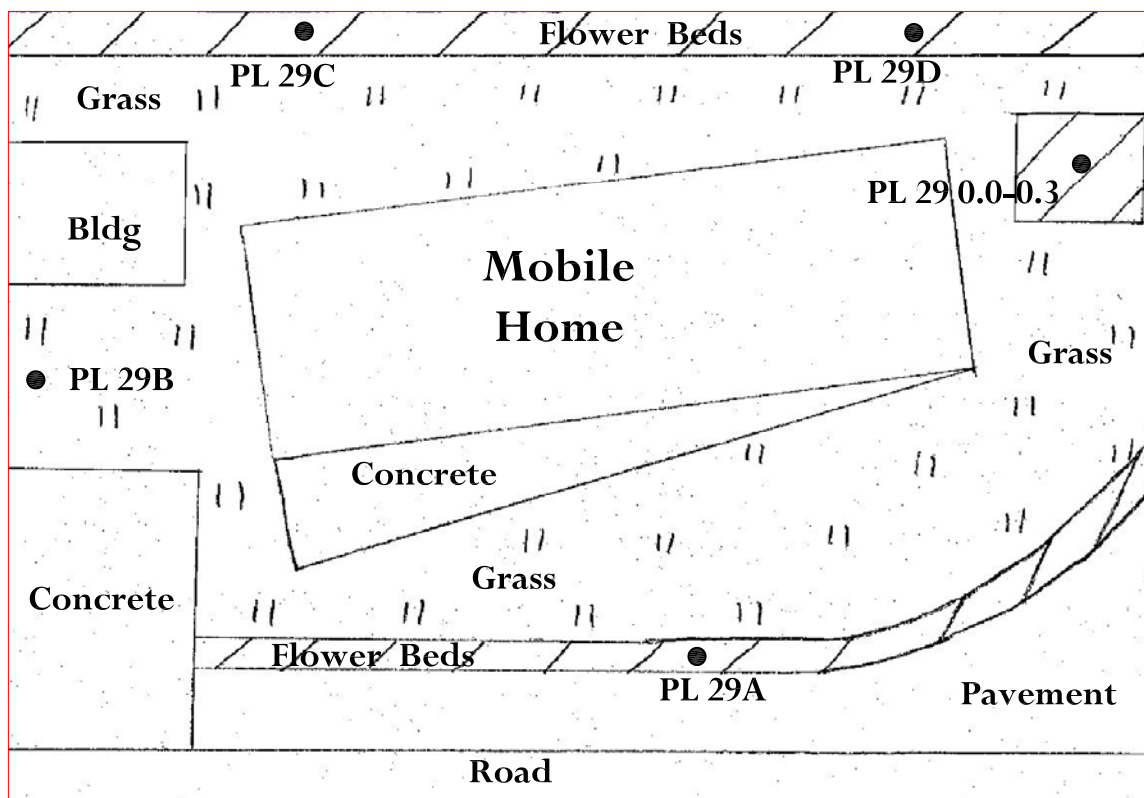 Flower Beds
PL 29C
PL 29D
Grass
PL 29 0.0-0.3
Bldg
Mobile
Home
Grass
PL 29B
Concrete
Grass
Concrete
Flower Beds
PL 29A
Pavement
Road